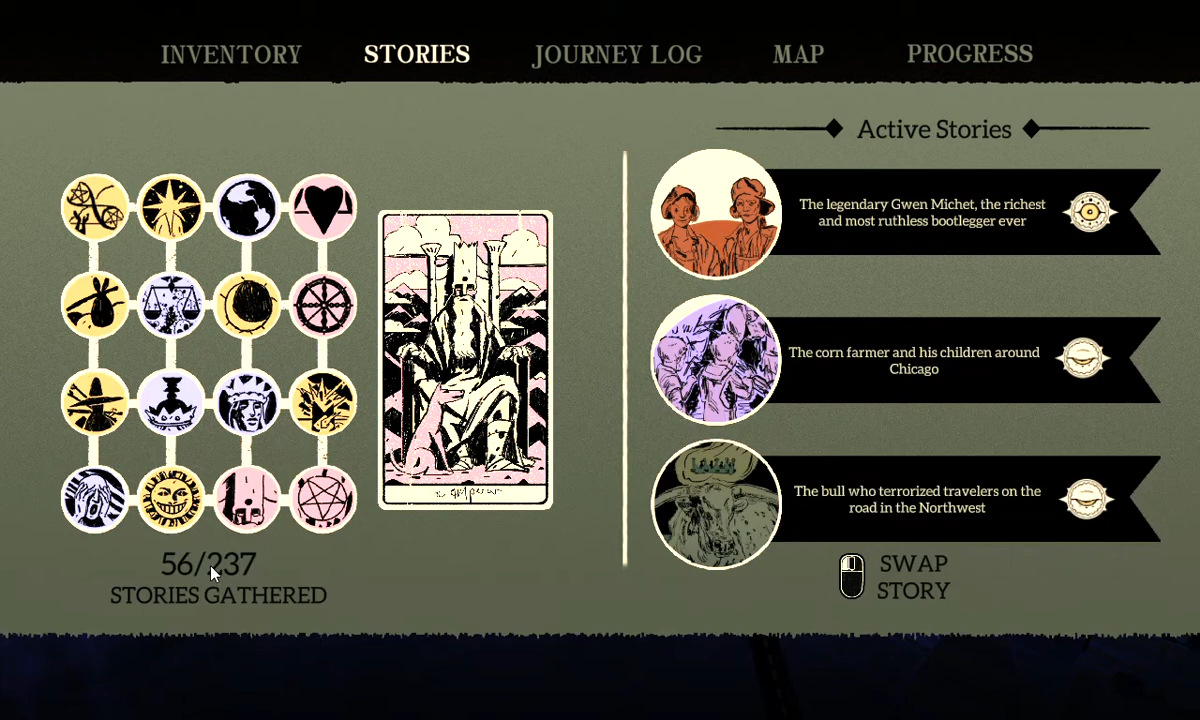 INVENTORY
STORIES
JOURNEY LOG
MAP
PROGRESS
56/237
STORIES GATHERED
Active Stories
The legendary Gwen Michet, the richest
and most ruthless bootlegger ever
The corn farmer and his children around
Chicago
The bull who terrorized travelers on the
road in the Northwest
SWAP
STORY